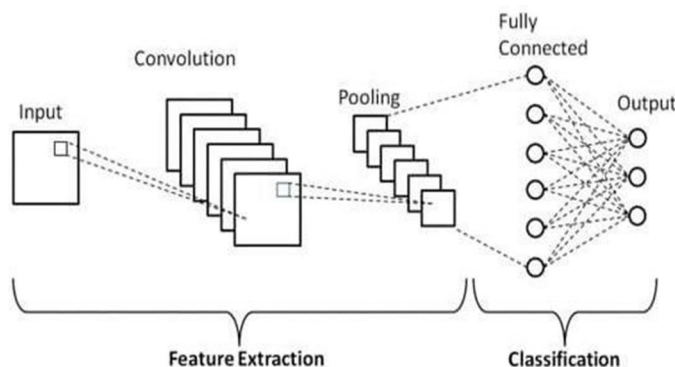 Fully
Connected
Convolution
Pooling
Output
Input
Feature Extraction
Classification